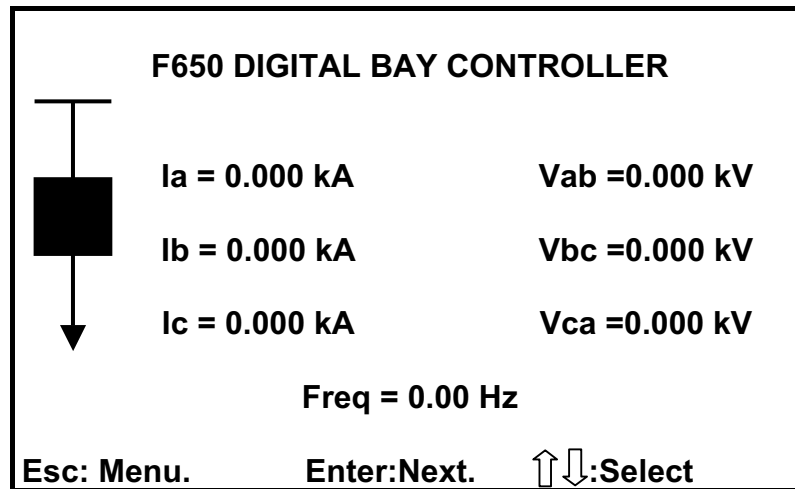 F650 DIGITAL BAY CONTROLLER
Ia = 0.000 kA Vab =0.000 kV
Ib = 0.000 kA Vbc =0.000 kV
Ic = 0.000 kA Vca =0.000 kV
Freq = 0.00 Hz
Esc: Menu. Enter:Next. ⇧⇩:Select